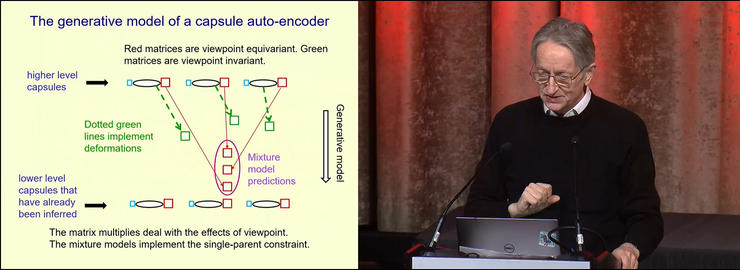 The generative model of a capsule auto-encoder
Red matrices are viewpoint equivariant. Green
matrices are viewpoint invariant.
higher level
capsules
Dotted green
lines implement
deformations
Generative model
Mixture
model
predictions
lower level
capsules that
have already
been inferred
The matrix multiplies deal with the effects of viewpoint.
The mixture models implement the single-parent constraint.
DELL